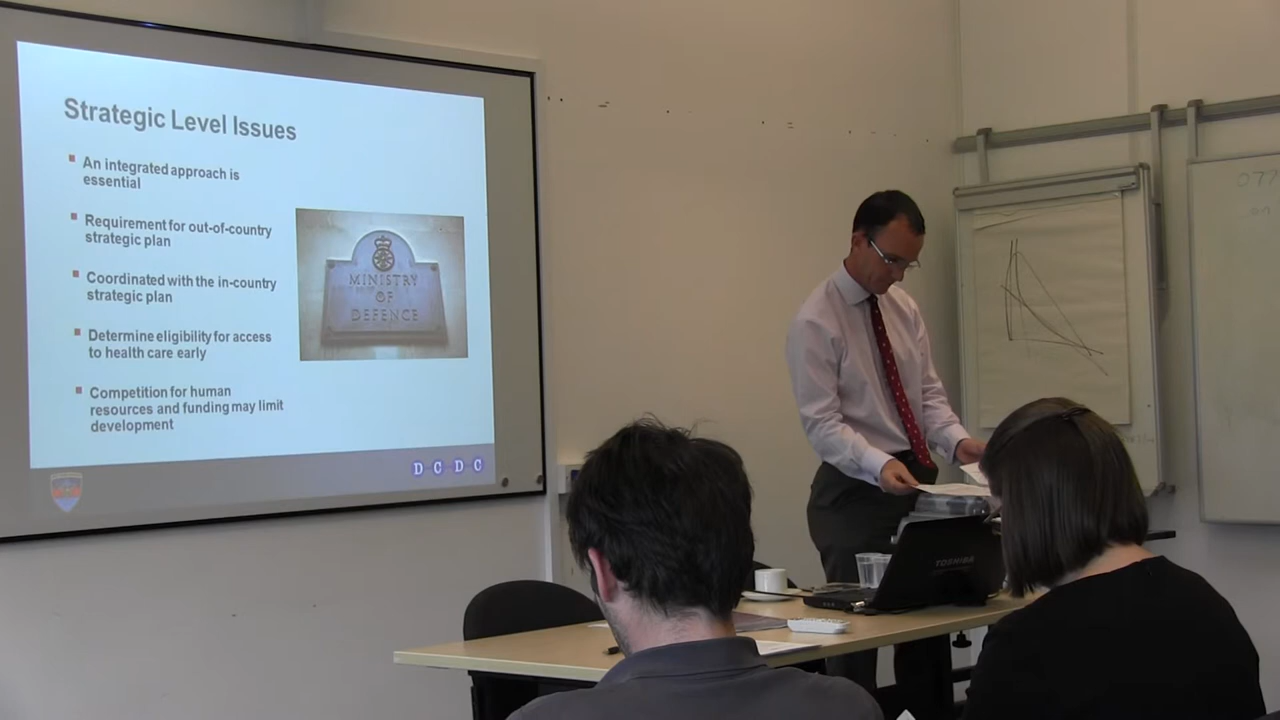 Strategic Level Issues
An integrated approach is
essential
Requirement for out-of-country
strategic plan
Coordinated with the in-country
strategic plan
Determine eligibility for access
to health care early
Competition for human
resources and funding may limit
development
MINISTRY
OF
DEFENCE
D C D C
TOSHIBA